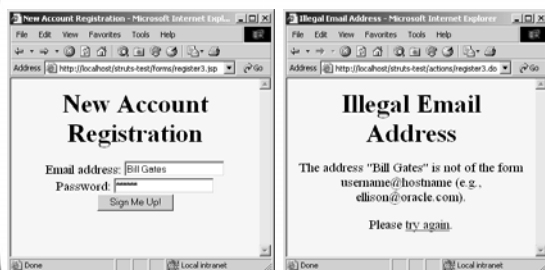 New Account Registration - Microsoft Internet Expl...
File Edit View Favorites Tools Help
Address http://localhost/struts-test/forms/register3.jsp Go
New Account
Registration
Email address: Bill Gates
Password: ******
Sign Me Up!
Done Local intranet
Illegal Email Address - Microsoft Internet Explorer
File Edit View Favorites Tools Help
Address http://localhost/struts-test/actions/register3.do Go
Illegal Email
Address
The address "Bill Gates" is not of the form
username@hostname (e.g.,
ellison@oracle.com).
Please try again.
Done Local intranet